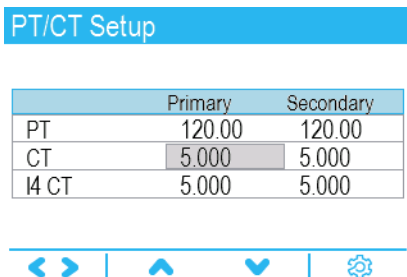 PT/CT Setup
Primary Secondary
PT 120.00 120.00
CT 5.000 5.000
I4 CT 5.000 5.000